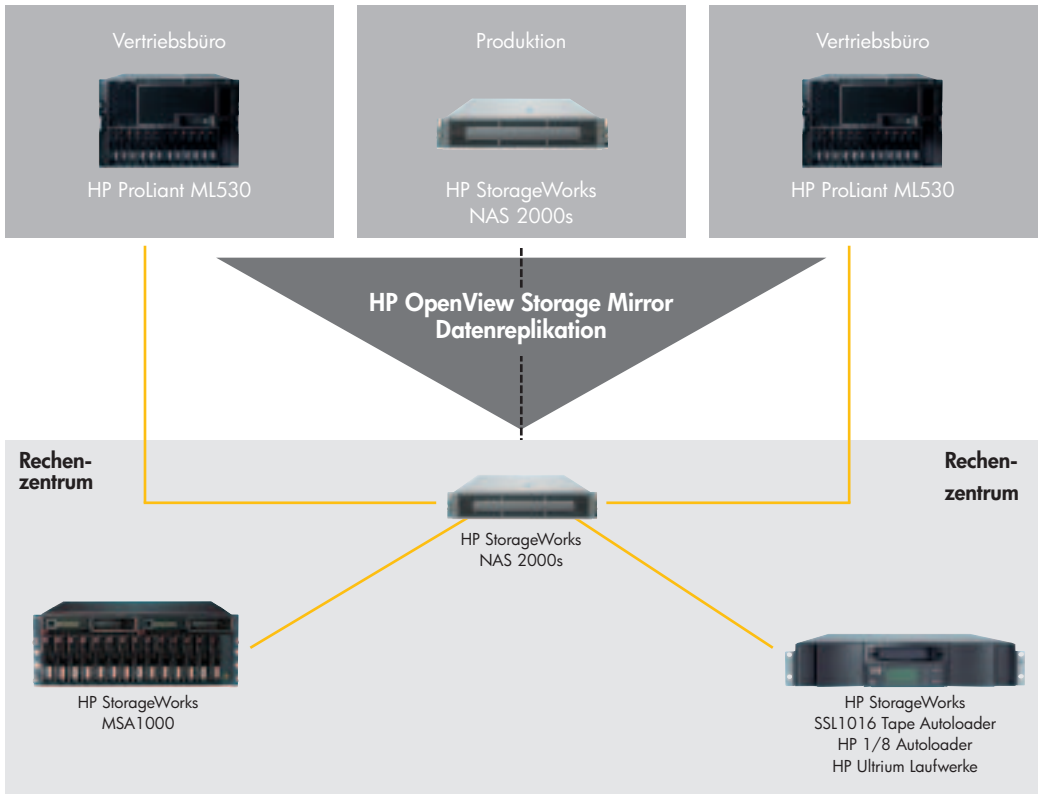 Vertriebsbüro
Produktion
Vertriebsbüro
HP ProLiant ML530
HP StorageWorks
NAS 2000s
HP ProLiant ML530
HP OpenView Storage Mirror
Datenreplikation
Rechen-
zentrum
Rechen-
zentrum
HP StorageWorks
NAS 2000s
HP StorageWorks
MSA1000
HP StorageWorks
SSL1016 Tape Autoloader
HP 1/8 Autoloader
HP Ultrium Laufwerke